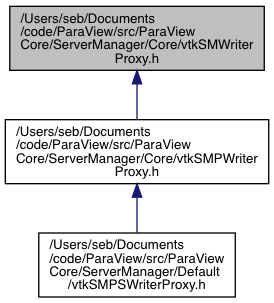 /Users/seb/Documents
/code/ParaView/src/ParaView
Core/ServerManager/Core/vtkSMWriter
Proxy.h
/Users/seb/Documents
/code/ParaView/src/ParaView
Core/ServerManager/Core/vtkSMPWriter
Proxy.h
/Users/seb/Documents
/code/ParaView/src/ParaView
Core/ServerManager/Default
/vtkSMPSWriterProxy.h